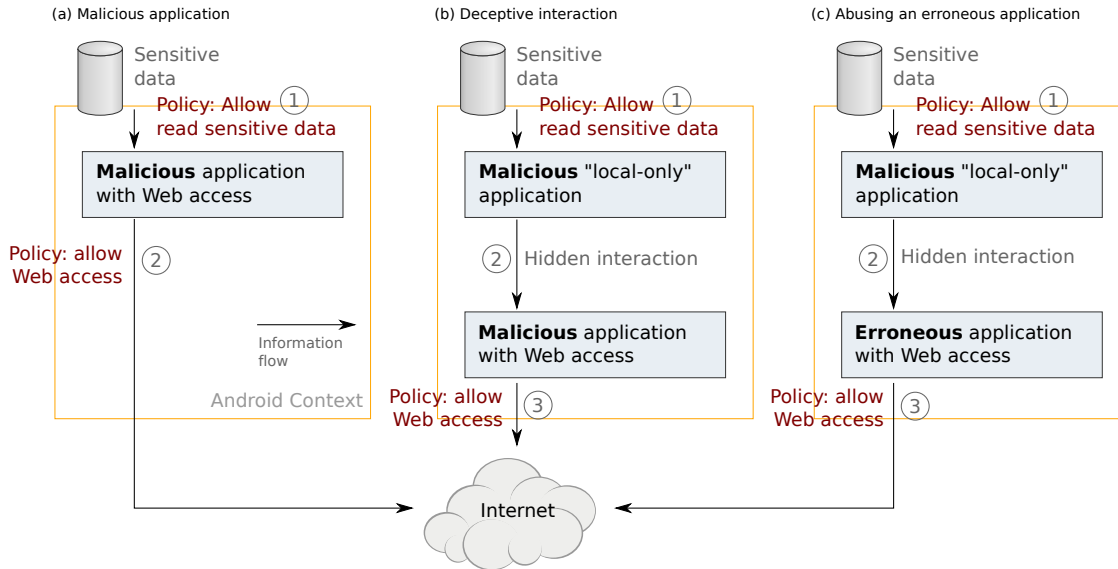 (a) Malicious application
Sensitive
data
Policy: Allow
read sensitive data
1
Malicious application
with Web access
Policy: allow
Web access
2
Information
flow
Android Context
(b) Deceptive interaction
Sensitive
data
Policy: Allow
read sensitive data
1
Malicious "local-only"
application
2
Hidden interaction
Malicious application
with Web access
Policy: allow
Web access
3
(c) Abusing an erroneous application
Sensitive
data
Policy: Allow
read sensitive data
1
Malicious "local-only"
application
2
Hidden interaction
Erroneous application
with Web access
Policy: allow
Web access
3
Internet